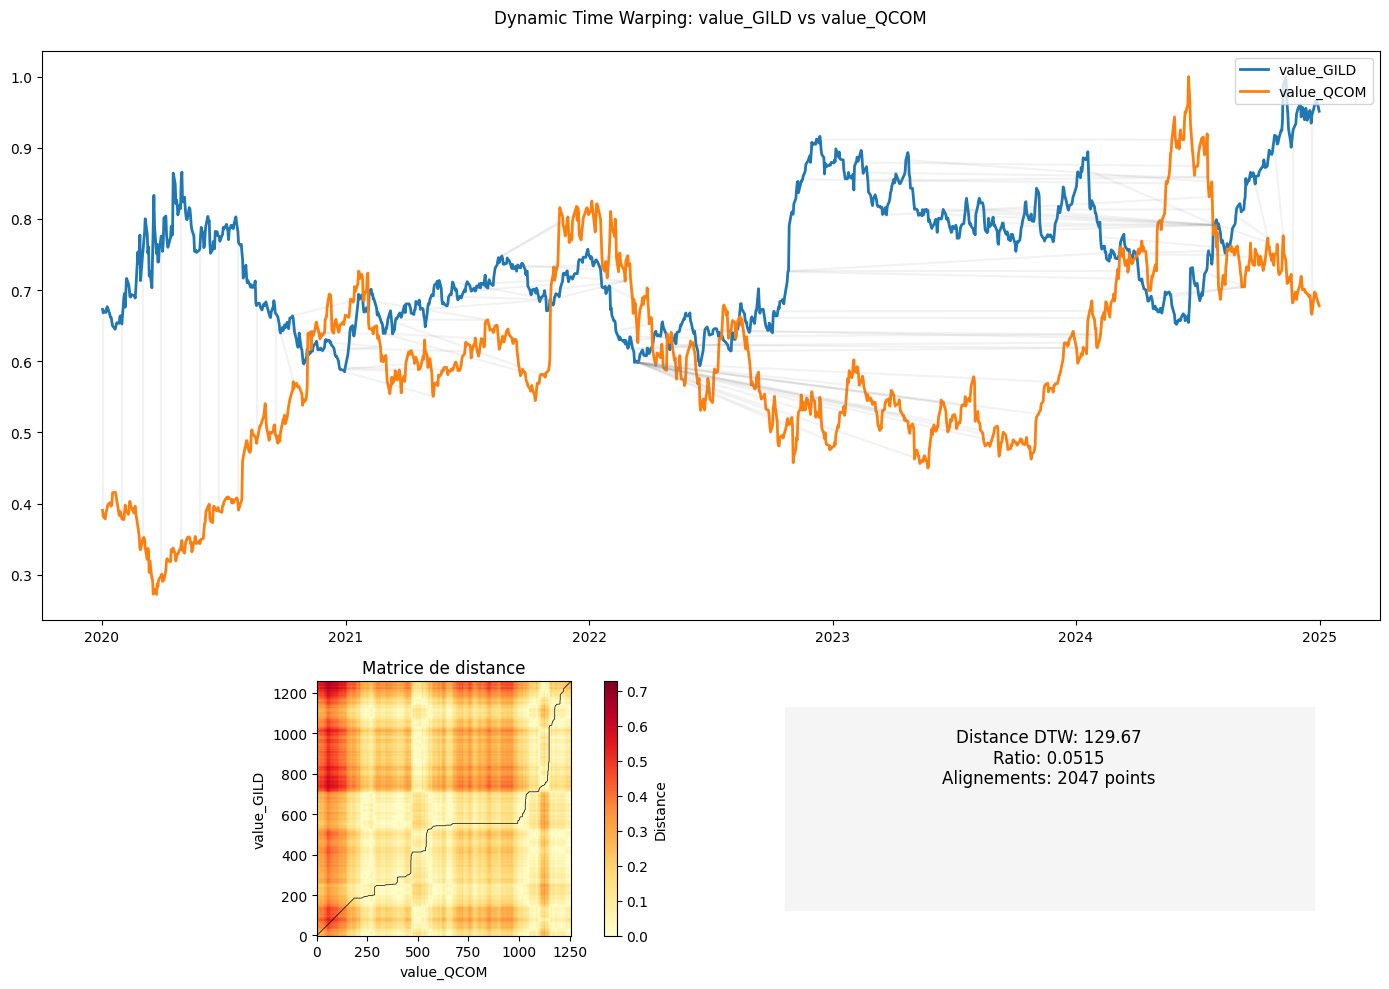 Dynamic Time Warping: value_GILD vs value_QCOM
value_GILD
value_QCOM
1.0
0.9
0.8
0.7
0.6
0.5
0.4
0.3
2020 2021 2022 2023 2024 2025
Matrice de distance
value_GILD
1200
1000
800
600
400
200
0
0 250 500 750 1000 1250
value_QCOM
0.7
0.6
0.5
0.4
0.3
0.2
0.1
0.0
Distance
Distance DTW: 129.67
Ratio: 0.0515
Alignements: 2047 points